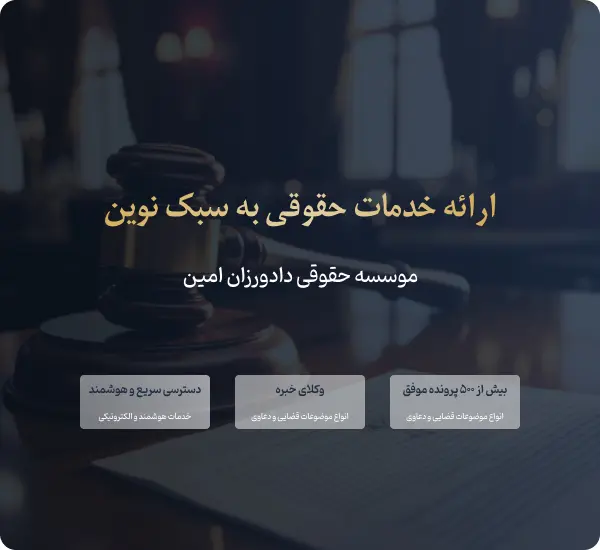 ارائه خدمات حقوقی به سبک نوین
موسسه حقوقی دادورزان امین
بیش از ۵۰۰ پرونده موفق
انواع موضوعات قضایی و دعاوی
وکلای خبره
انواع موضوعات قضایی و دعاوی
دسترسی سریع و هوشمند
خدمات هوشمند و الکترونیکی